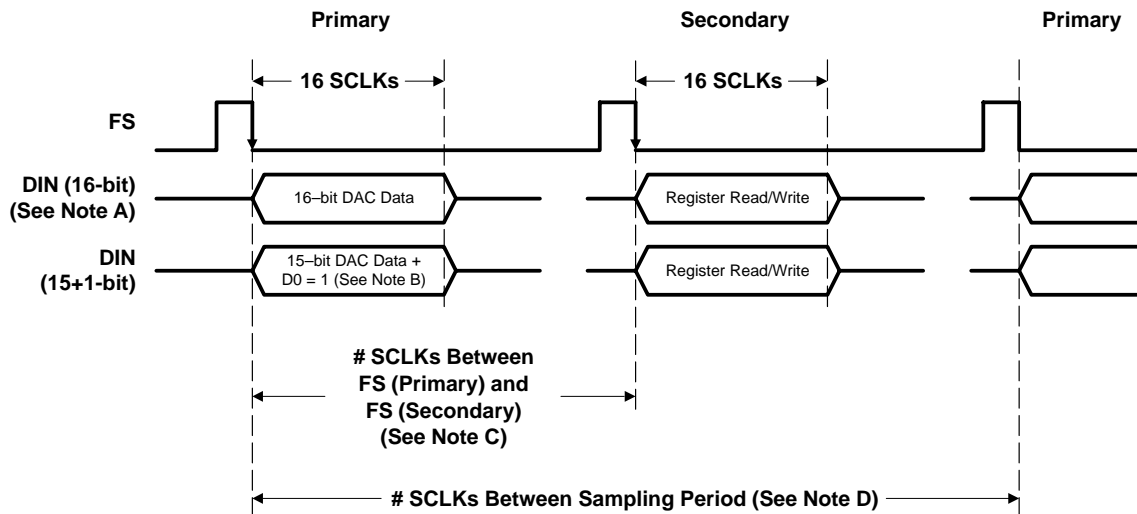 Primary
Secondary
Primary
16 SCLKs
16 SCLKs
FS
DIN (16-bit)
(See Note A)
16–bit DAC Data
Register Read/Write
DIN
(15+1-bit)
15–bit DAC Data +
D0 = 1 (See Note B)
Register Read/Write
# SCLKs Between
FS (Primary) and
FS (Secondary)
(See Note C)
# SCLKs Between Sampling Period (See Note D)